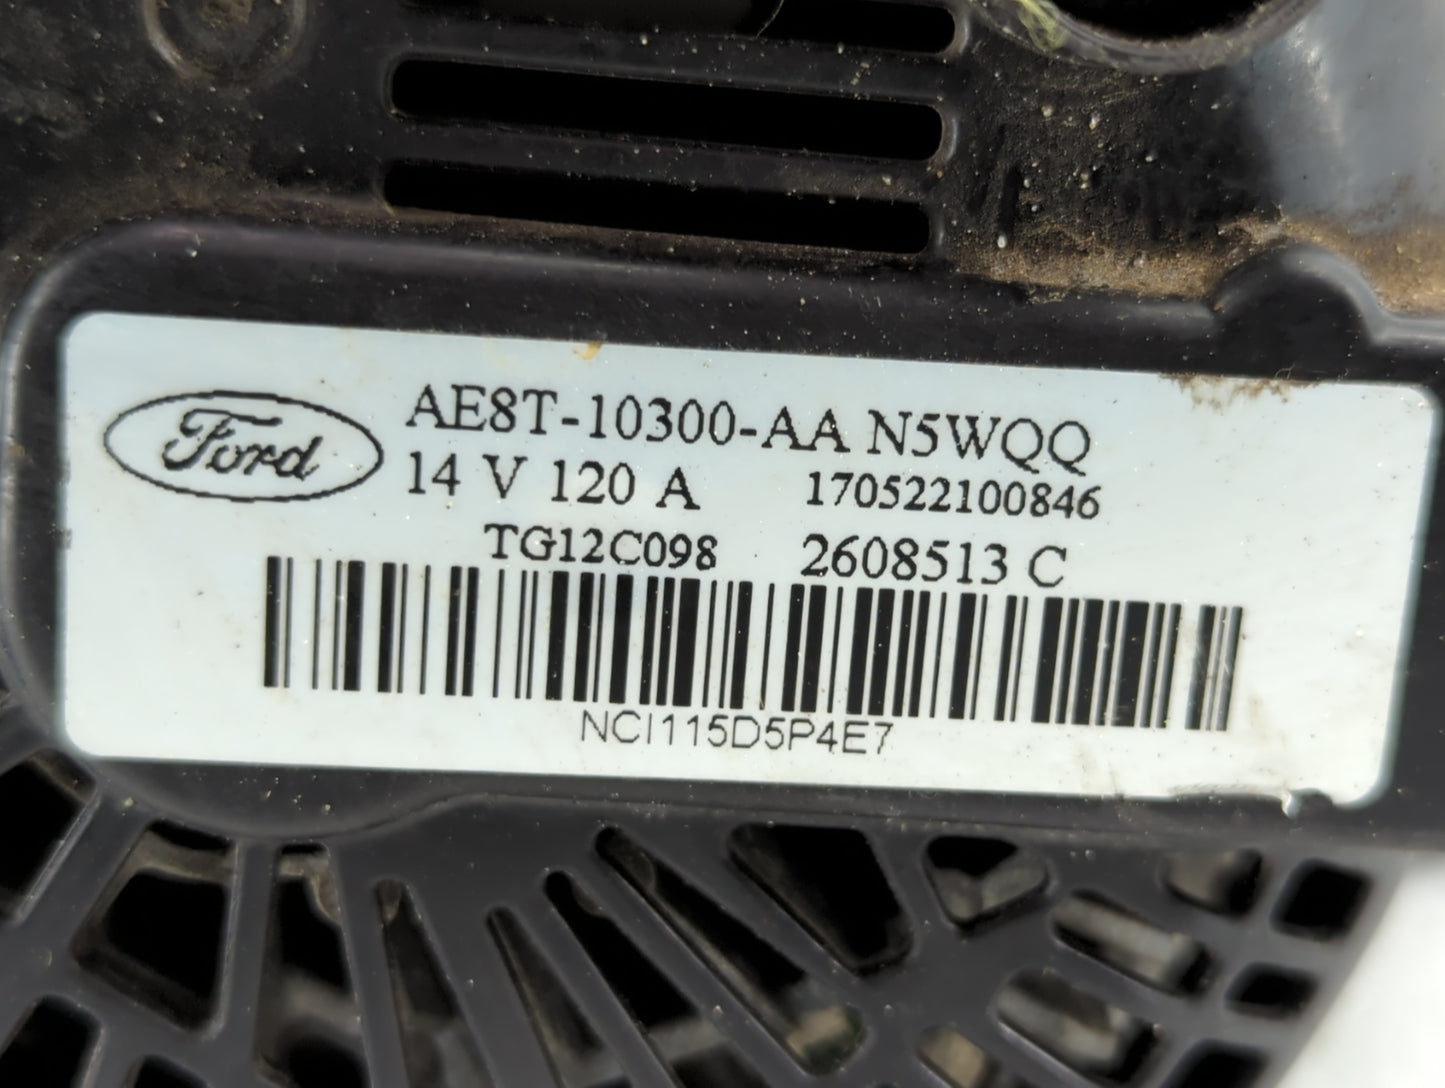 Ford
AE8T-10300-AA N5WQQ
14 V 120 A 170522100846
TG12C098 2608513 C
NCI115D5P4E7